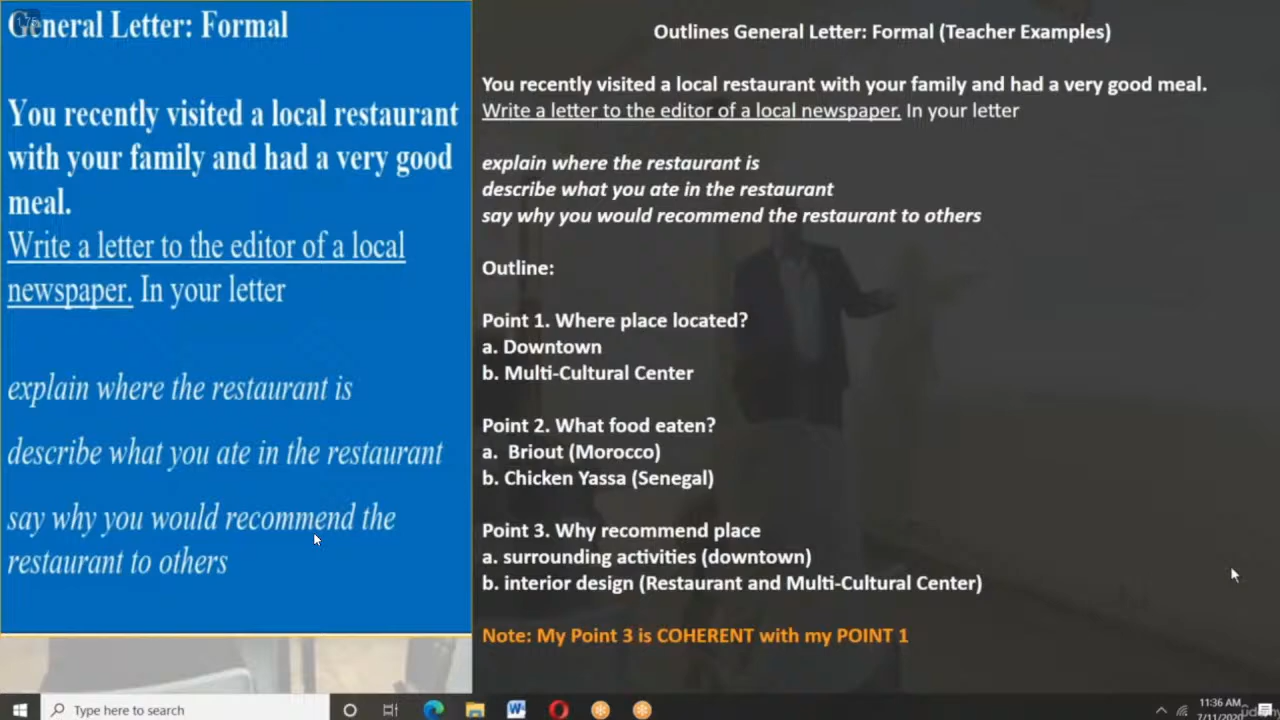 General Letter: Formal
You recently visited a local restaurant
with your family and had a very good
meal.
Write a letter to the editor of a local
newspaper. In your letter
explain where the restaurant is
describe what you ate in the restaurant
say why you would recommend the
restaurant to others
Outlines General Letter: Formal (Teacher Examples)
You recently visited a local restaurant with your family and had a very good meal.
Write a letter to the editor of a local newspaper. In your letter
explain where the restaurant is
describe what you ate in the restaurant
say why you would recommend the restaurant to others
Outline:
Point 1. Where place located?
a. Downtown
b. Multi-Cultural Center
Point 2. What food eaten?
a. Briout (Morocco)
b. Chicken Yassa (Senegal)
Point 3. Why recommend place
a. surrounding activities (downtown)
b. interior design (Restaurant and Multi-Cultural Center)
Note: My Point 3 is COHERENT with my POINT 1
Type here to search
11:36 AM